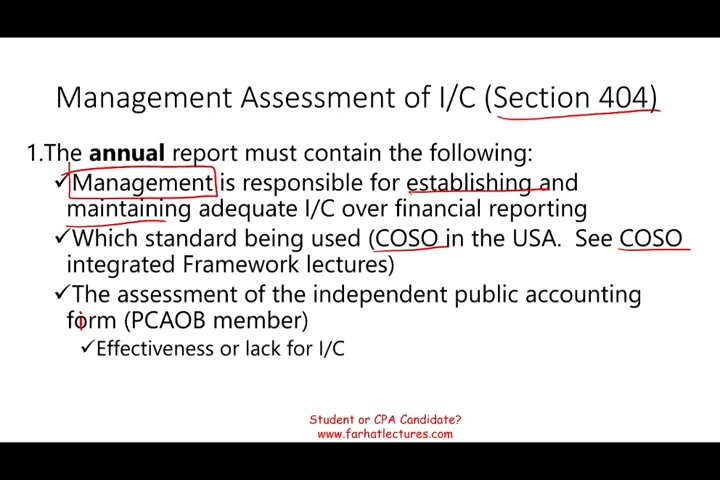 Management Assessment of I/C (Section 404)
1.The annual report must contain the following:
✓Management is responsible for establishing and
maintaining adequate I/C over financial reporting
✓Which standard being used (COSO in the USA. See COSO
integrated Framework lectures)
✓The assessment of the independent public accounting
form (PCAOB member)
✓Effectiveness or lack for I/C
Student or CPA Candidate?
www.farhatlectures.com